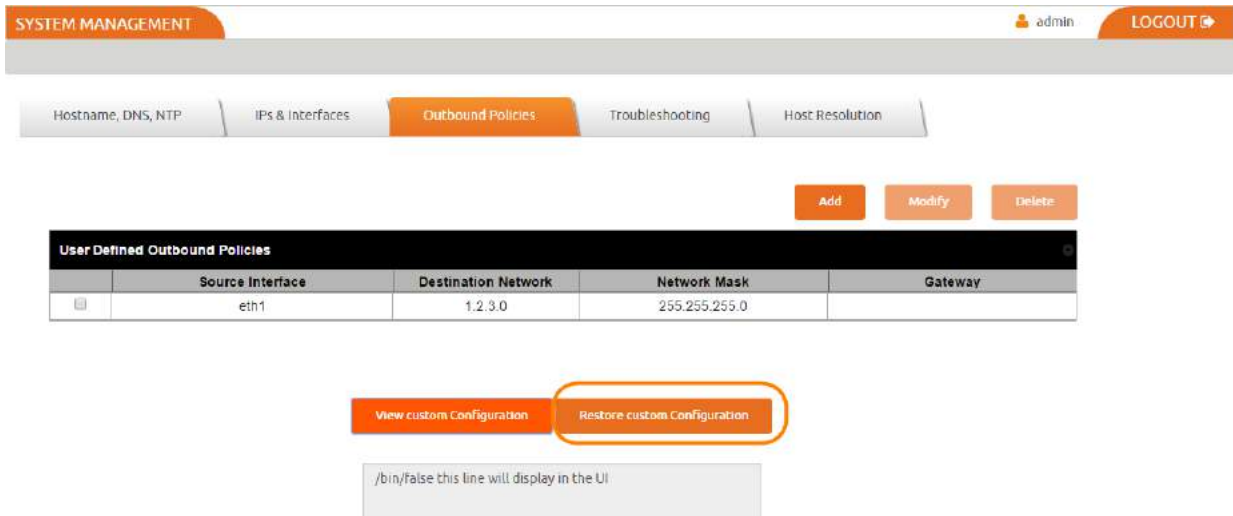 SYSTEM MANAGEMENT admin LOGOUT
Hostname, DNS, NTP IPs & Interfaces Outbound Policies Troubleshooting Host Resolution
Add Modify Delete
User Defined Outbound Policies
Source Interface Destination Network Network Mask Gateway
eth1 1.2.3.0 255.255.255.0
View custom Configuration Restore custom Configuration
/bin/false this line will display in the UI